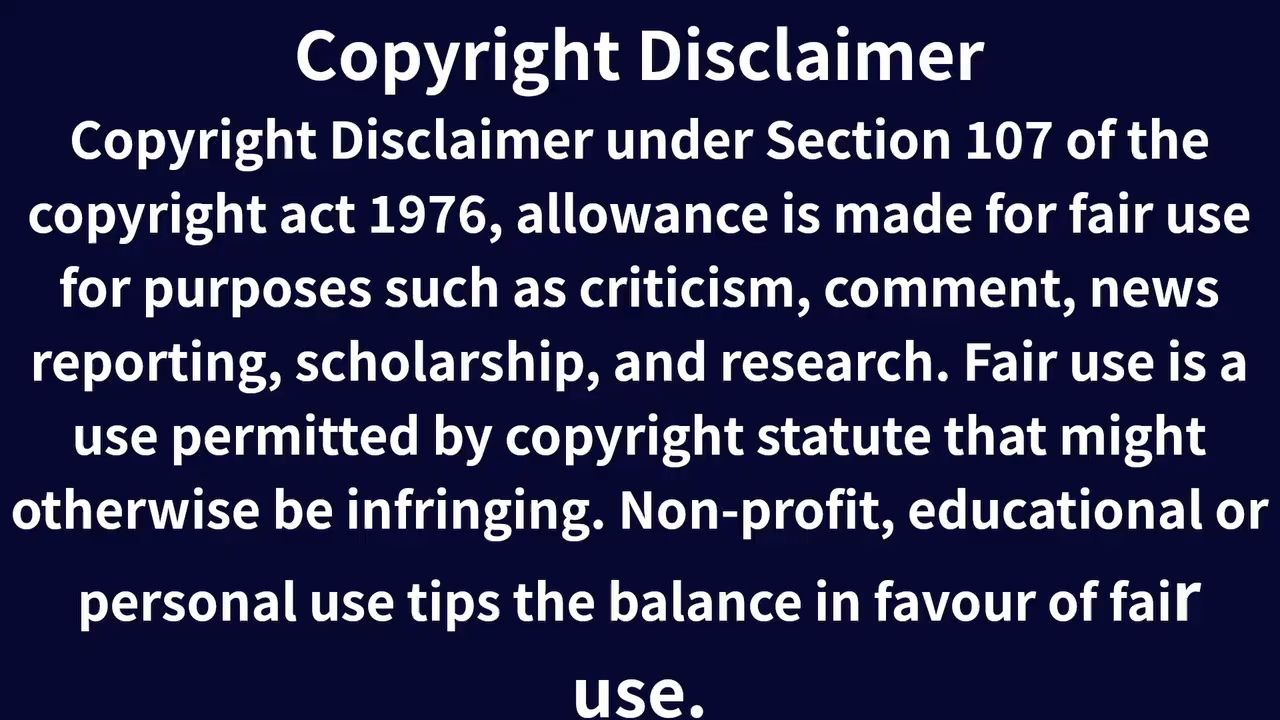 Copyright Disclaimer
Copyright Disclaimer under Section 107 of the
copyright act 1976, allowance is made for fair use
for purposes such as criticism, comment, news
reporting, scholarship, and research. Fair use is a
use permitted by copyright statute that might
otherwise be infringing. Non-profit, educational or
personal use tips the balance in favour of fair
use.